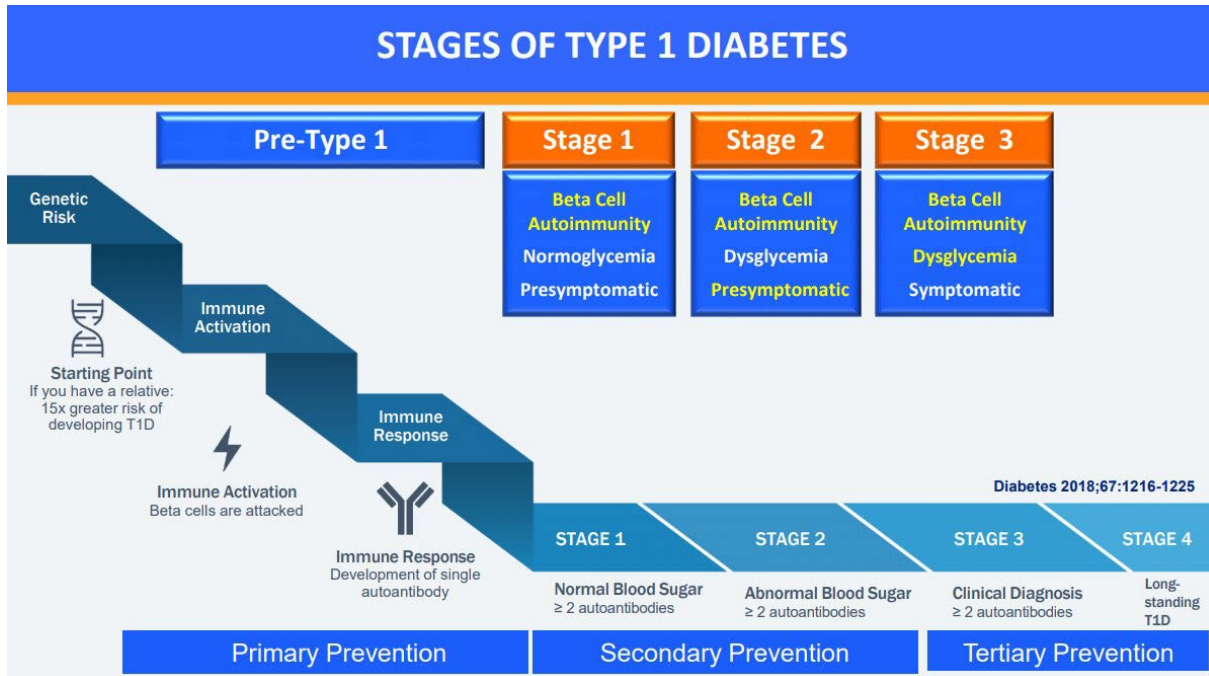 STAGES OF TYPE 1 DIABETES
Pre-Type 1
Stage 1
Stage 2
Stage 3
Beta Cell
Autoimmunity
Normoglycemia
Presymptomatic
Beta Cell
Autoimmunity
Dysglycemia
Presymptomatic
Beta Cell
Autoimmunity
Dysglycemia
Symptomatic
Genetic
Risk
Immune
Activation
Immune
Response
Starting Point
If you have a relative:
15x greater risk of
developing T1D
Immune Activation
Beta cells are attacked
Immune Response
Development of single
autoantibody
Diabetes 2018;67:1216-1225
STAGE 1
STAGE 2
STAGE 3
STAGE 4
Normal Blood Sugar
≥ 2 autoantibodies
Abnormal Blood Sugar
≥ 2 autoantibodies
Clinical Diagnosis
≥ 2 autoantibodies
Long-
standing
T1D
Primary Prevention
Secondary Prevention
Tertiary Prevention